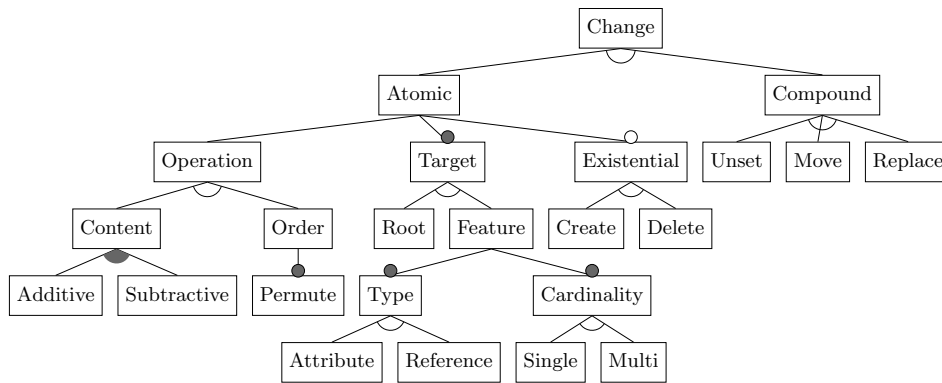 Change
Atomic Compound
Operation Target Existential Unset Move Replace
Content Order Root Feature Create Delete
Additive Subtractive Permute Type Cardinality
Attribute Reference Single Multi